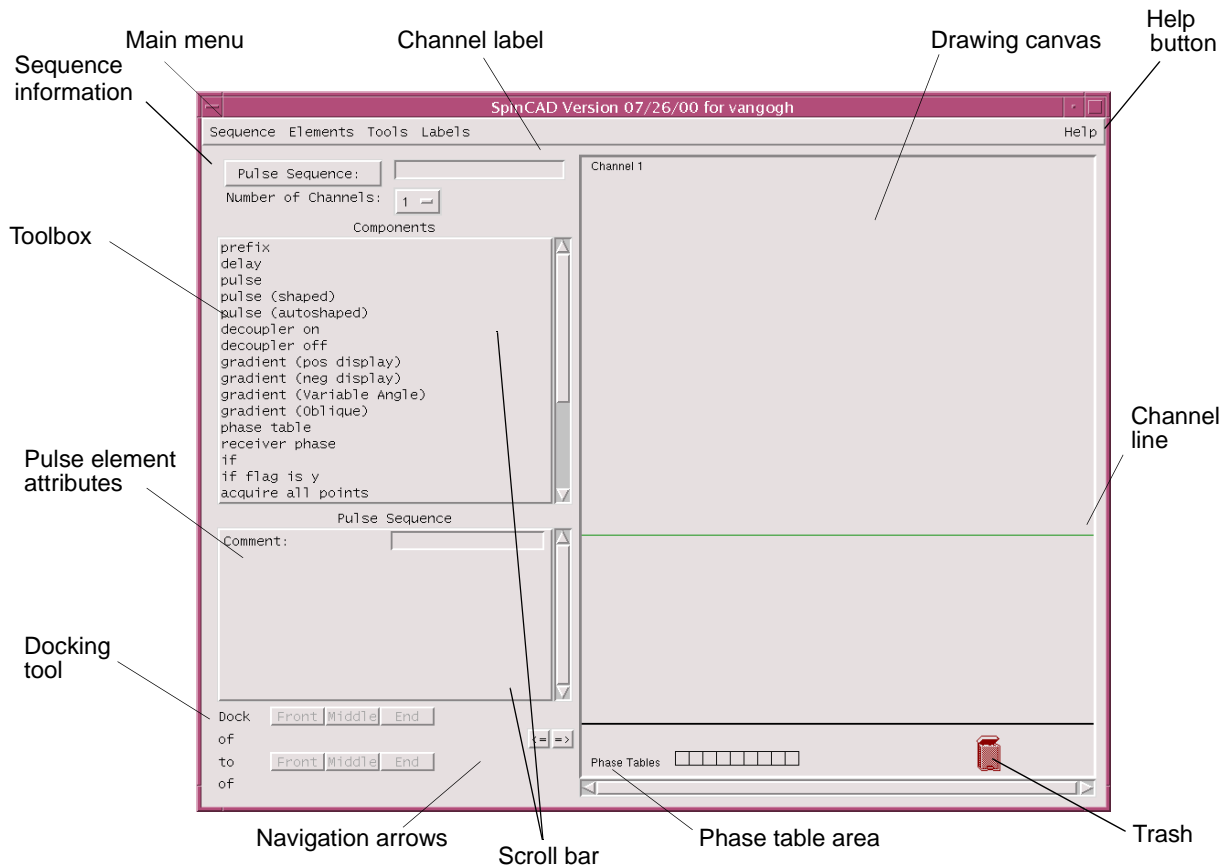 Main menu
Channel label
Drawing canvas
Help
button
Sequence
information
SpinCAD Version 07/26/00 for vangogh
Sequence Elements Tools Labels Help
Pulse Sequence:
Number of Channels: 1
Components
prefix
delay
pulse
pulse (shaped)
pulse (autoshaped)
decoupler on
decoupler off
gradient (pos display)
gradient (neg display)
gradient (Variable Angle)
gradient (Oblique)
phase table
receiver phase
if
if flag is y
acquire all points
Pulse Sequence
Comment:
Dock Front Middle End
of <= =>
to Front Middle End
of
Channel 1
Phase Tables
Toolbox
Pulse element
attributes
Docking
tool
Channel
line
Navigation arrows
Scroll bar
Phase table area
Trash